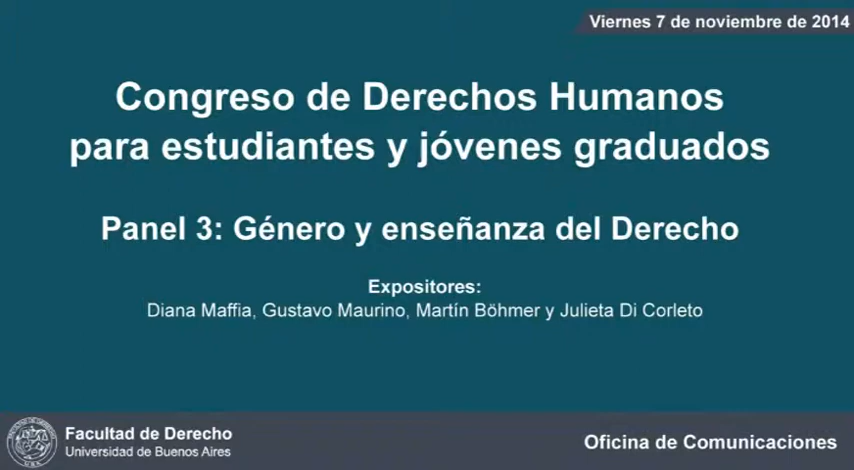 Viernes 7 de noviembre de 2014
Congreso de Derechos Humanos
para estudiantes y jóvenes graduados
Panel 3: Género y enseñanza del Derecho
Expositores:
Diana Maffia, Gustavo Maurino, Martín Böhmer y Julieta Di Corleto
Facultad de Derecho
Universidad de Buenos Aires
Oficina de Comunicaciones